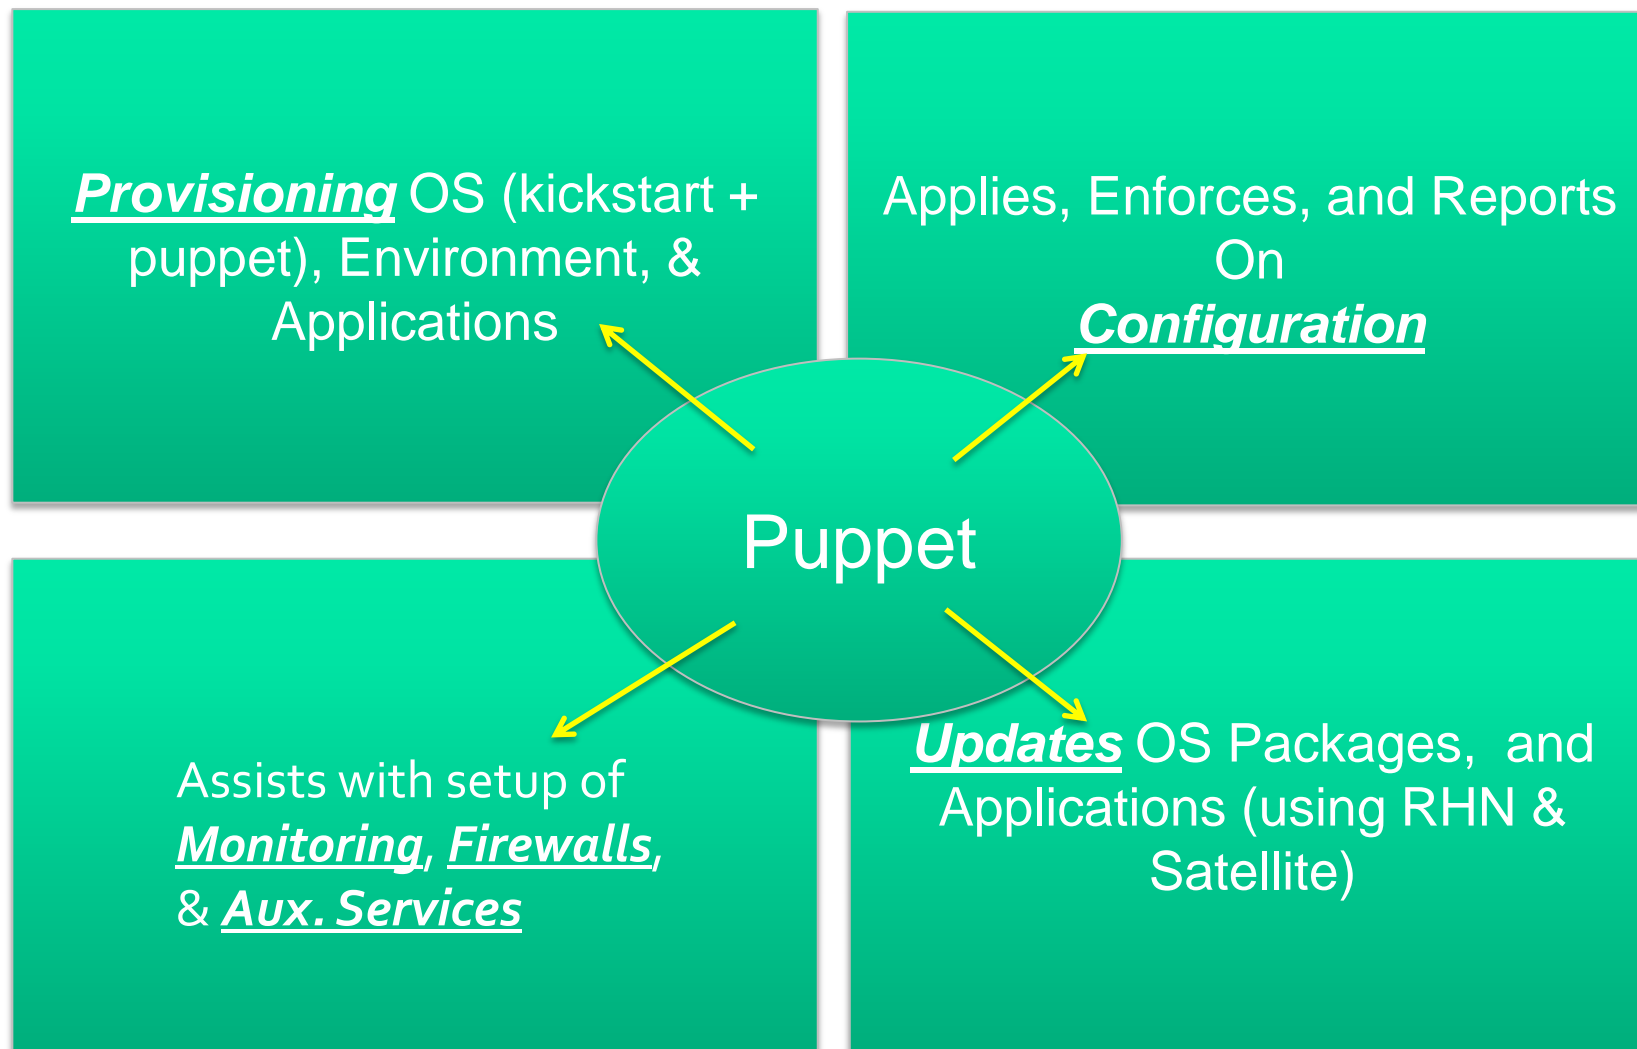 Provisioning OS (kickstart +
puppet), Environment, &
Applications
Applies, Enforces, and Reports
On
Configuration
Puppet
Assists with setup of
Monitoring, Firewalls,
& Aux. Services
Updates OS Packages,  and
Applications (using RHN &
Satellite)